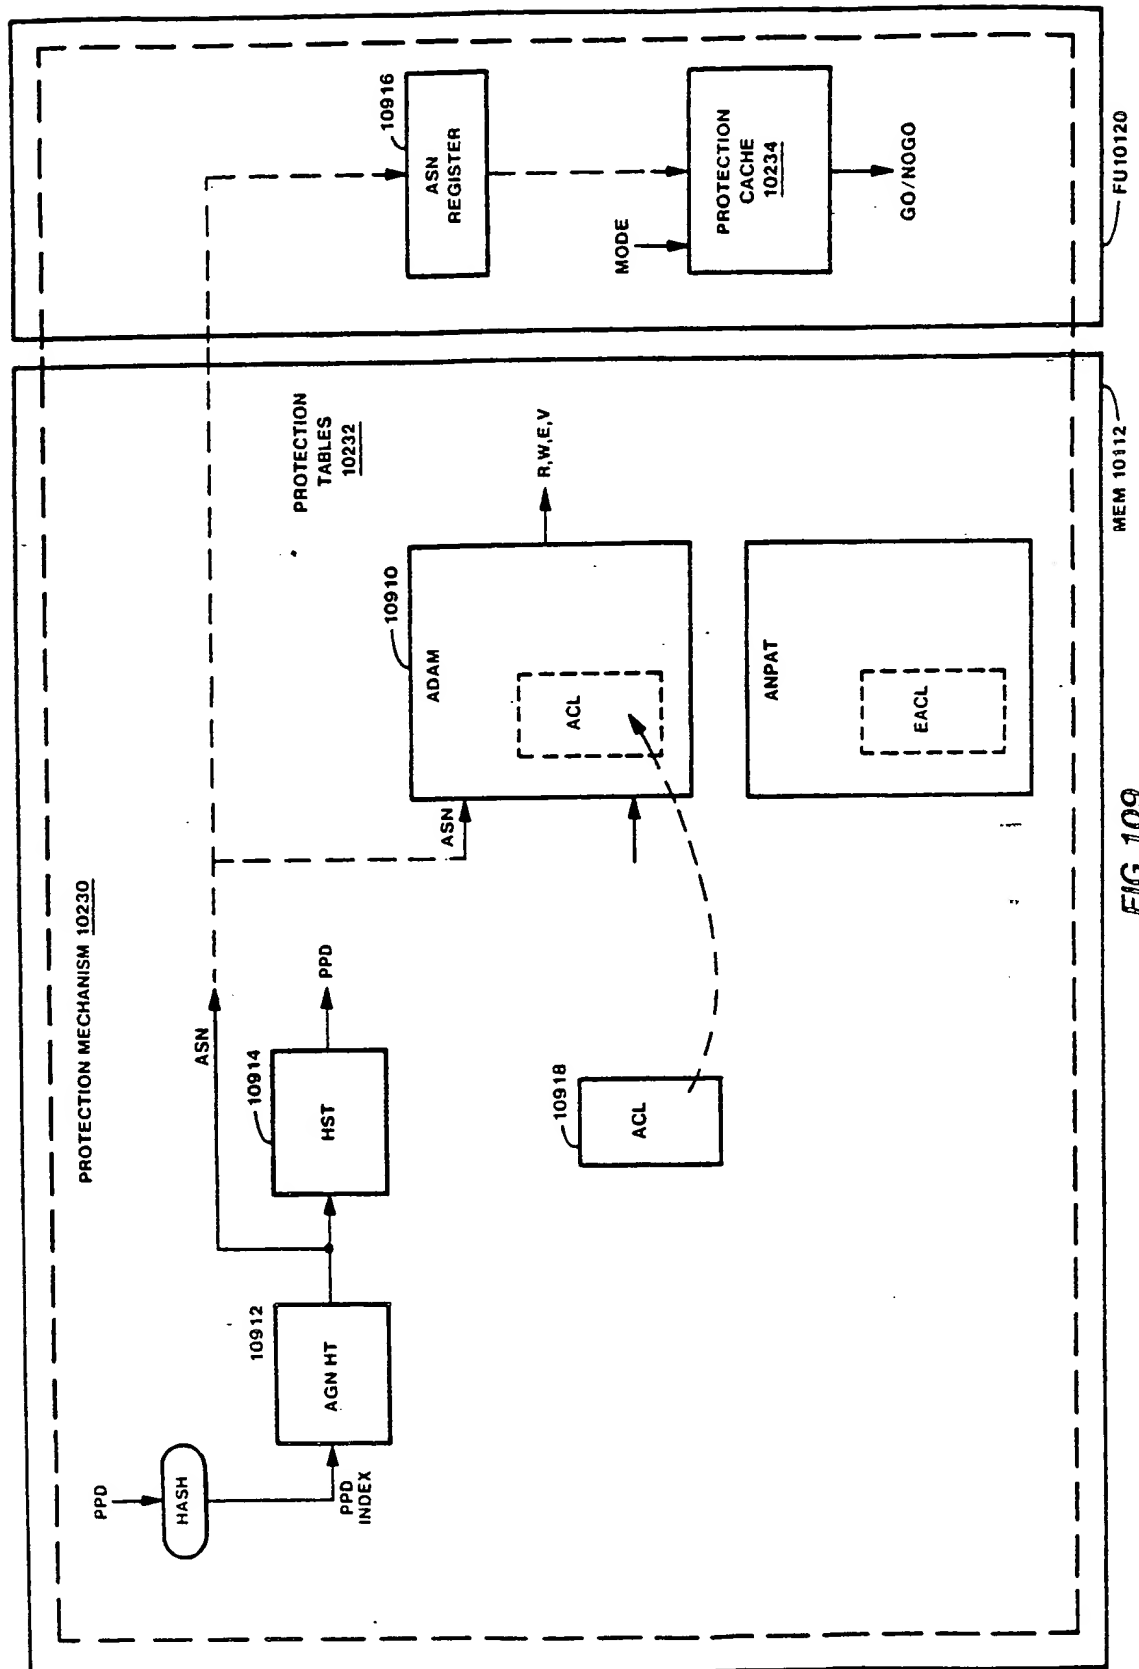 PROTECTION MECHANISM 10230
PPD
HASH
PPD
INDEX
10912
AGN HT
ASN
10914
HST
PPD
10918
ACL
PROTECTION
TABLES
10232
ASN
10910
ADAM
ACL
R,W,E,V
ANPAT
EACL
MEM 10112
10916
ASN
REGISTER
MODE
PROTECTION
CACHE
10234
GO/NOGO
FU10120
FIG. 109